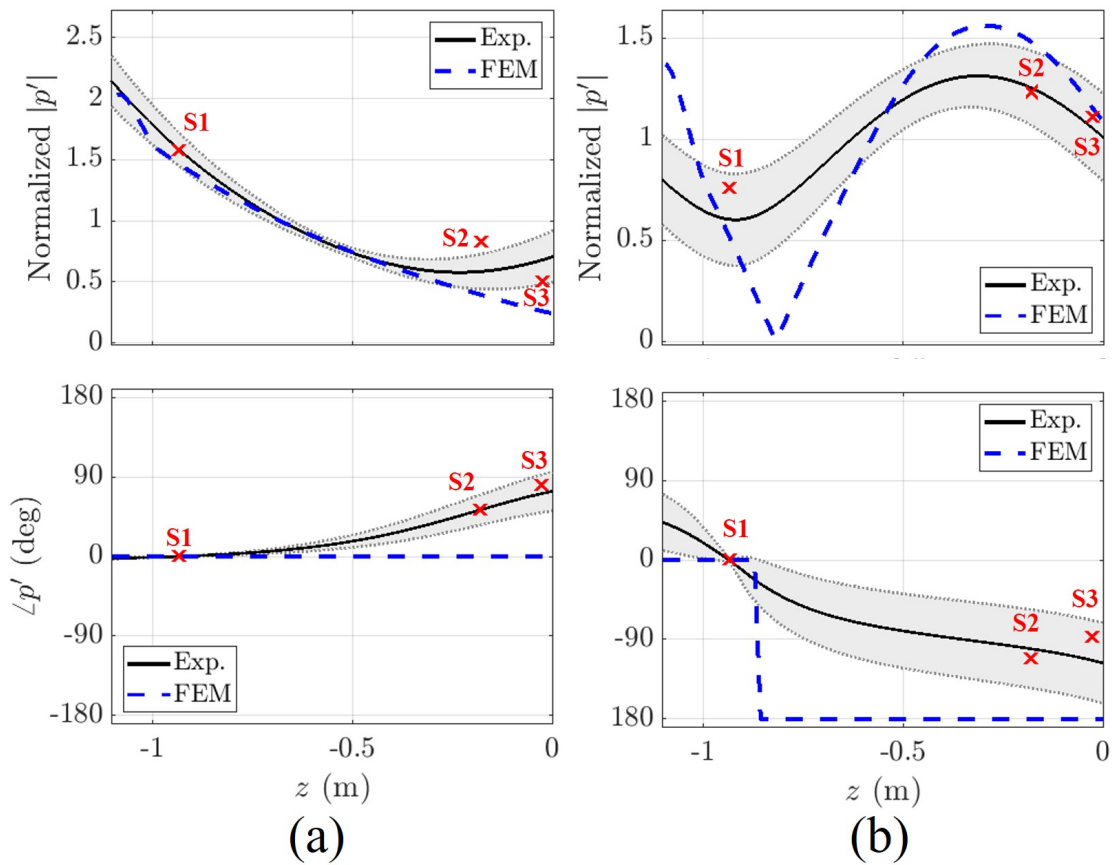 2.5
2
1.5
1
0.5
0
Normalized |p′|
Exp.
FEM
S1
S2
S3
1.5
1
0.5
0
Normalized |p′|
S1
S2
S3
Exp.
FEM
180
90
0
-90
-180
∠p′ (deg)
S1
S2
S3
Exp.
FEM
-1
-0.5
0
z (m)
(a)
180
90
0
-90
180
Exp.
FEM
S1
S2
S3
-1
-0.5
0
z (m)
(b)